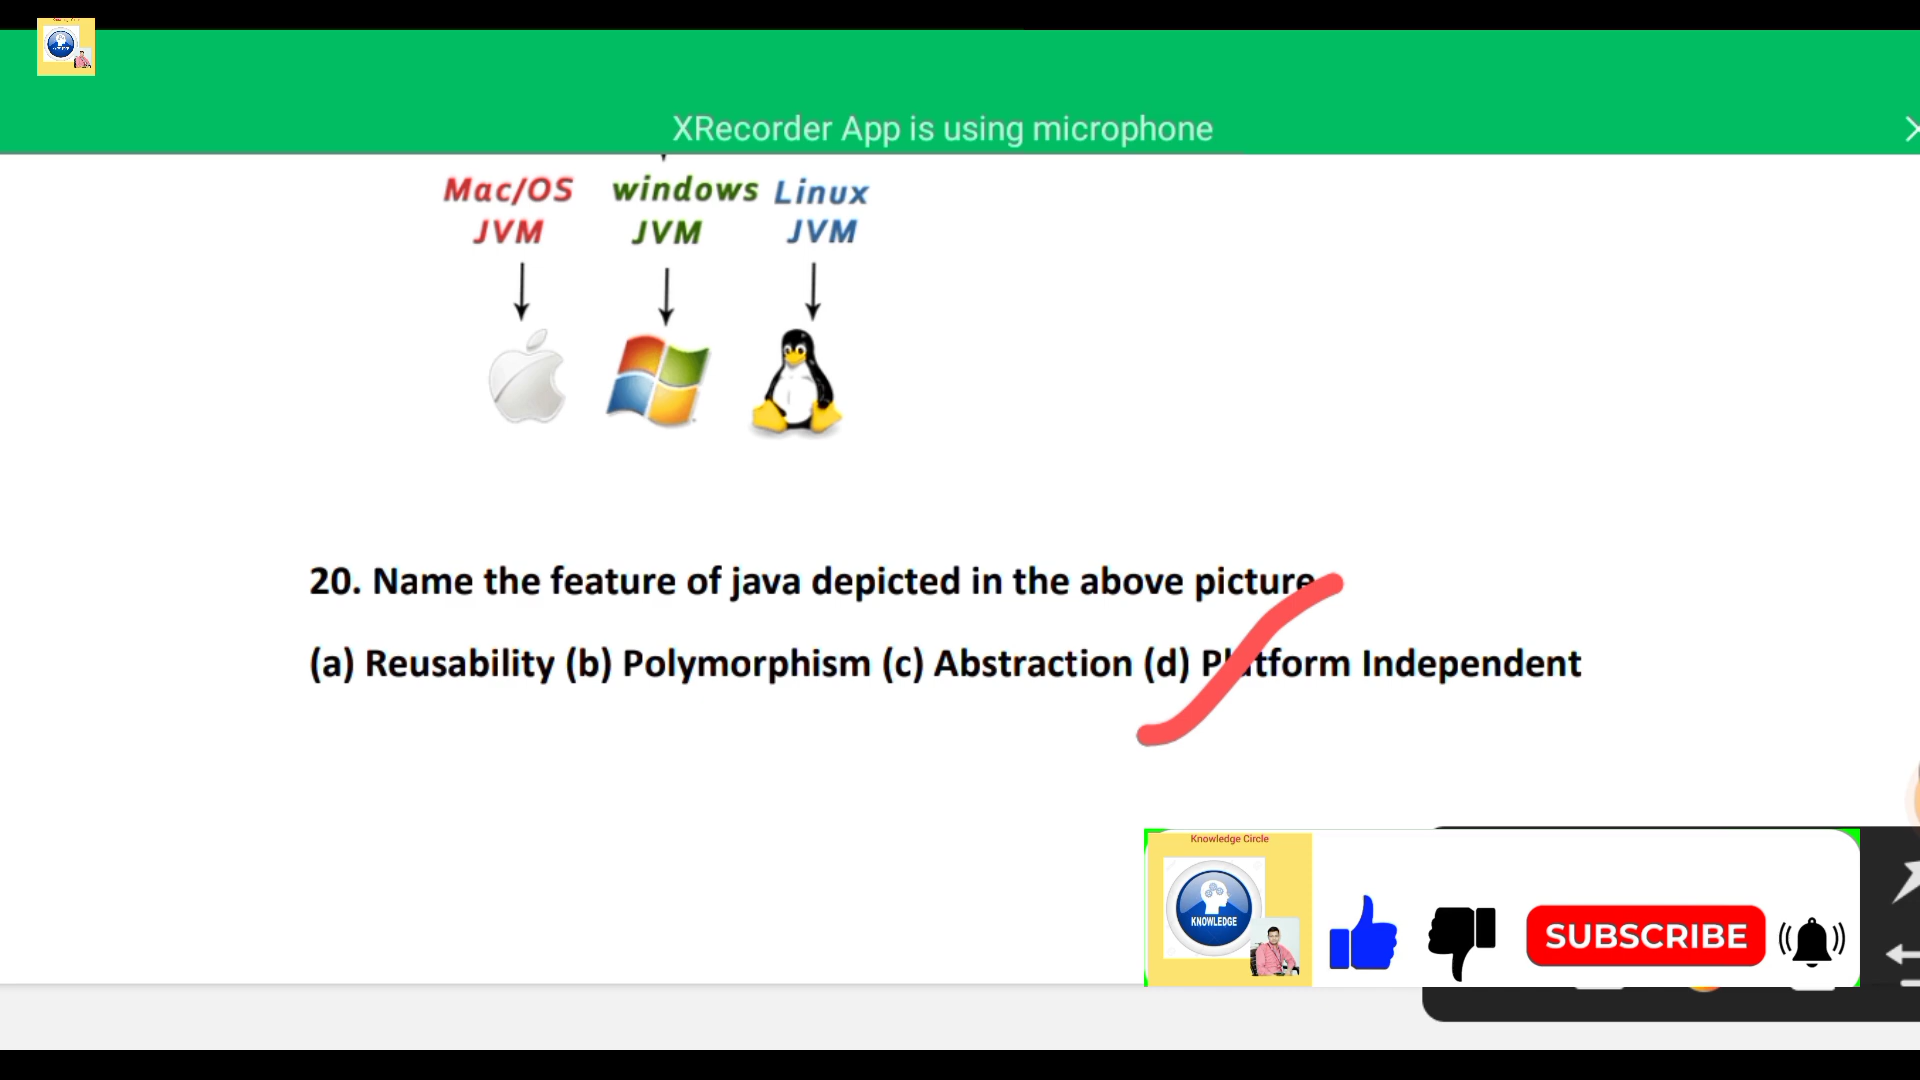 XRecorder App is using microphone
Mac/OS windows Linux
JVM JVM JVM
20. Name the feature of java depicted in the above picture
(a) Reusability (b) Polymorphism (c) Abstraction (d) Platform Independent
Knowledge Circle
KNOWLEDGE
SUBSCRIBE